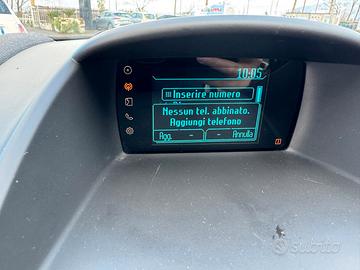 10:05
Inserire numero
Nessun tel. abbinato.
Aggiungi telefono
Agg. - - Annulla
subito